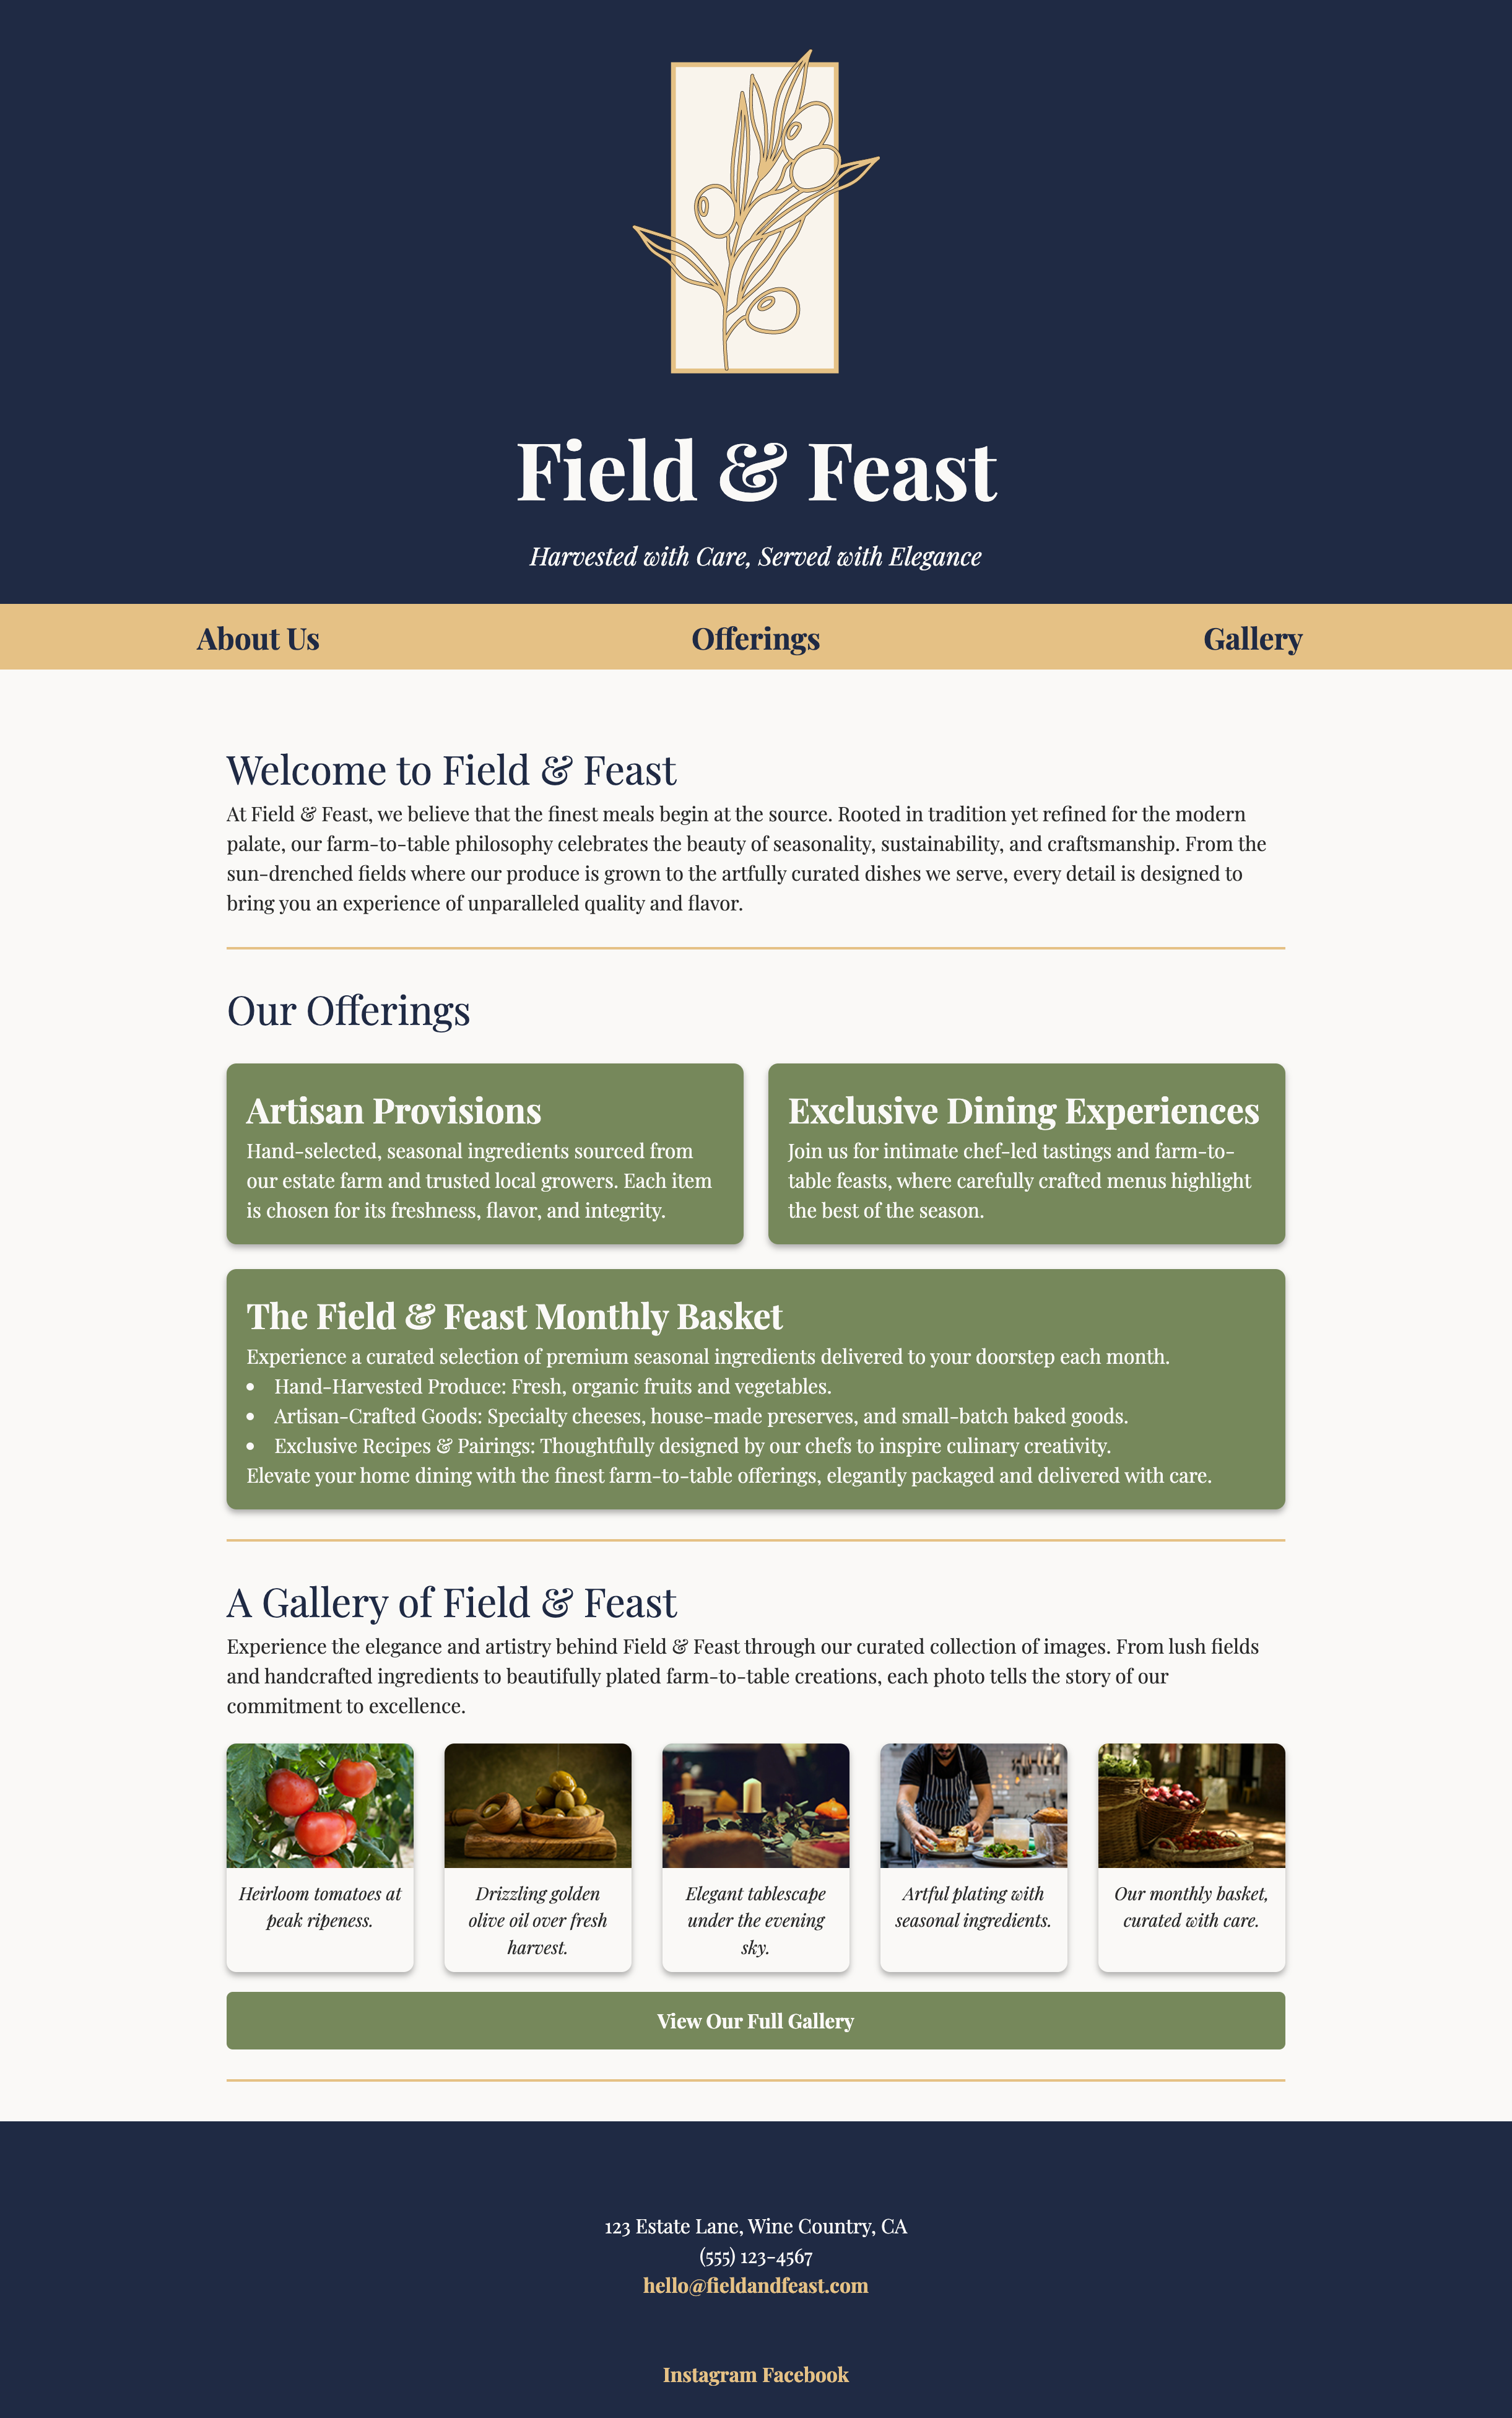 Field & Feast
Harvested with Care, Served with Elegance
About Us
Offerings
Gallery
Welcome to Field & Feast
At Field & Feast, we believe that the finest meals begin at the source. Rooted in tradition yet refined for the modern
palate, our farm-to-table philosophy celebrates the beauty of seasonality, sustainability, and craftsmanship. From the
sun-drenched fields where our produce is grown to the artfully curated dishes we serve, every detail is designed to
bring you an experience of unparalleled quality and flavor.
Our Offerings
Artisan Provisions
Hand-selected, seasonal ingredients sourced from
our estate farm and trusted local growers. Each item
is chosen for its freshness, flavor, and integrity.
Exclusive Dining Experiences
Join us for intimate chef-led tastings and farm-to-
table feasts, where carefully crafted menus highlight
the best of the season.
The Field & Feast Monthly Basket
Experience a curated selection of premium seasonal ingredients delivered to your doorstep each month.
• Hand-Harvested Produce: Fresh, organic fruits and vegetables.
• Artisan-Crafted Goods: Specialty cheeses, house-made preserves, and small-batch baked goods.
• Exclusive Recipes & Pairings: Thoughtfully designed by our chefs to inspire culinary creativity.
Elevate your home dining with the finest farm-to-table offerings, elegantly packaged and delivered with care.
A Gallery of Field & Feast
Experience the elegance and artistry behind Field & Feast through our curated collection of images. From lush fields
and handcrafted ingredients to beautifully plated farm-to-table creations, each photo tells the story of our
commitment to excellence.
Heirloom tomatoes at
peak ripeness.
Drizzling golden
olive oil over fresh
harvest.
Elegant tablescape
under the evening
sky.
Artful plating with
seasonal ingredients.
Our monthly basket,
curated with care.
View Our Full Gallery
123 Estate Lane, Wine Country, CA
(555) 123-4567
hello@fieldandfeast.com
Instagram Facebook